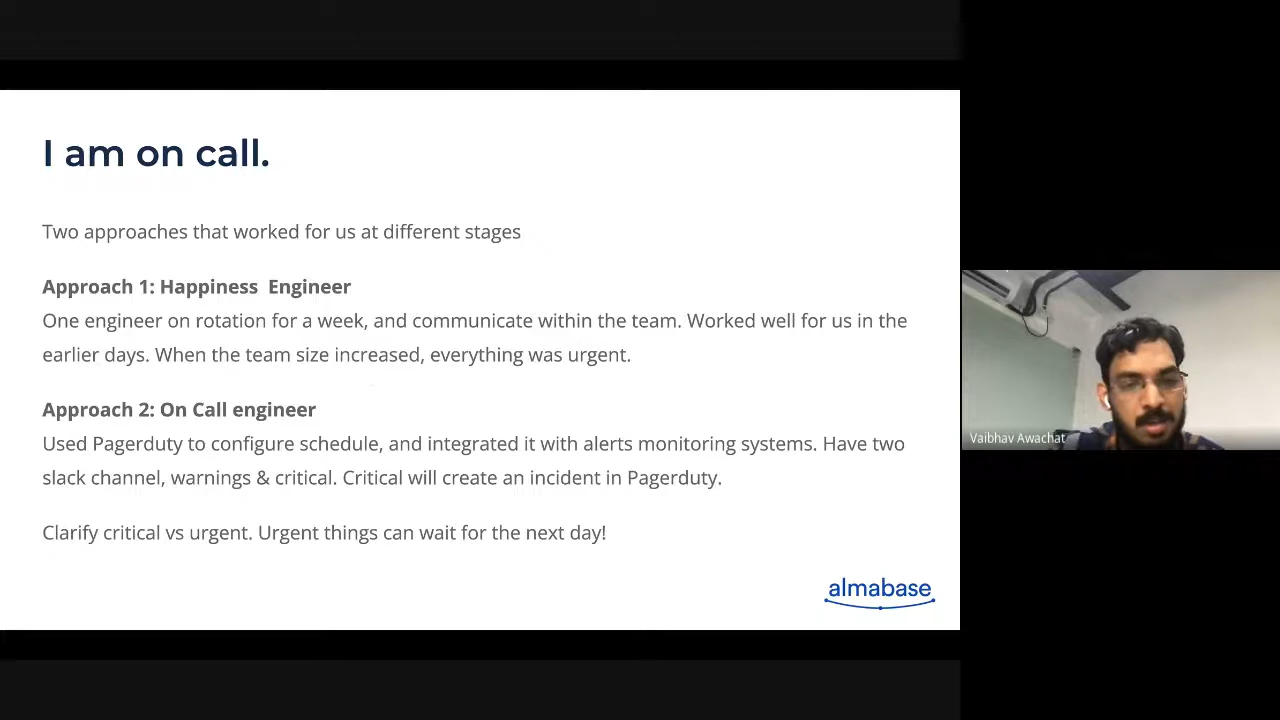 I am on call.
Two approaches that worked for us at different stages
Approach 1: Happiness  Engineer
One engineer on rotation for a week, and communicate within the team. Worked well for us in the
earlier days. When the team size increased, everything was urgent.
Approach 2: On Call engineer
Used Pagerduty to configure schedule, and integrated it with alerts monitoring systems. Have two
slack channel, warnings & critical. Critical will create an incident in Pagerduty.
Clarify critical vs urgent. Urgent things can wait for the next day!
almabase
Vaibhav Awachat